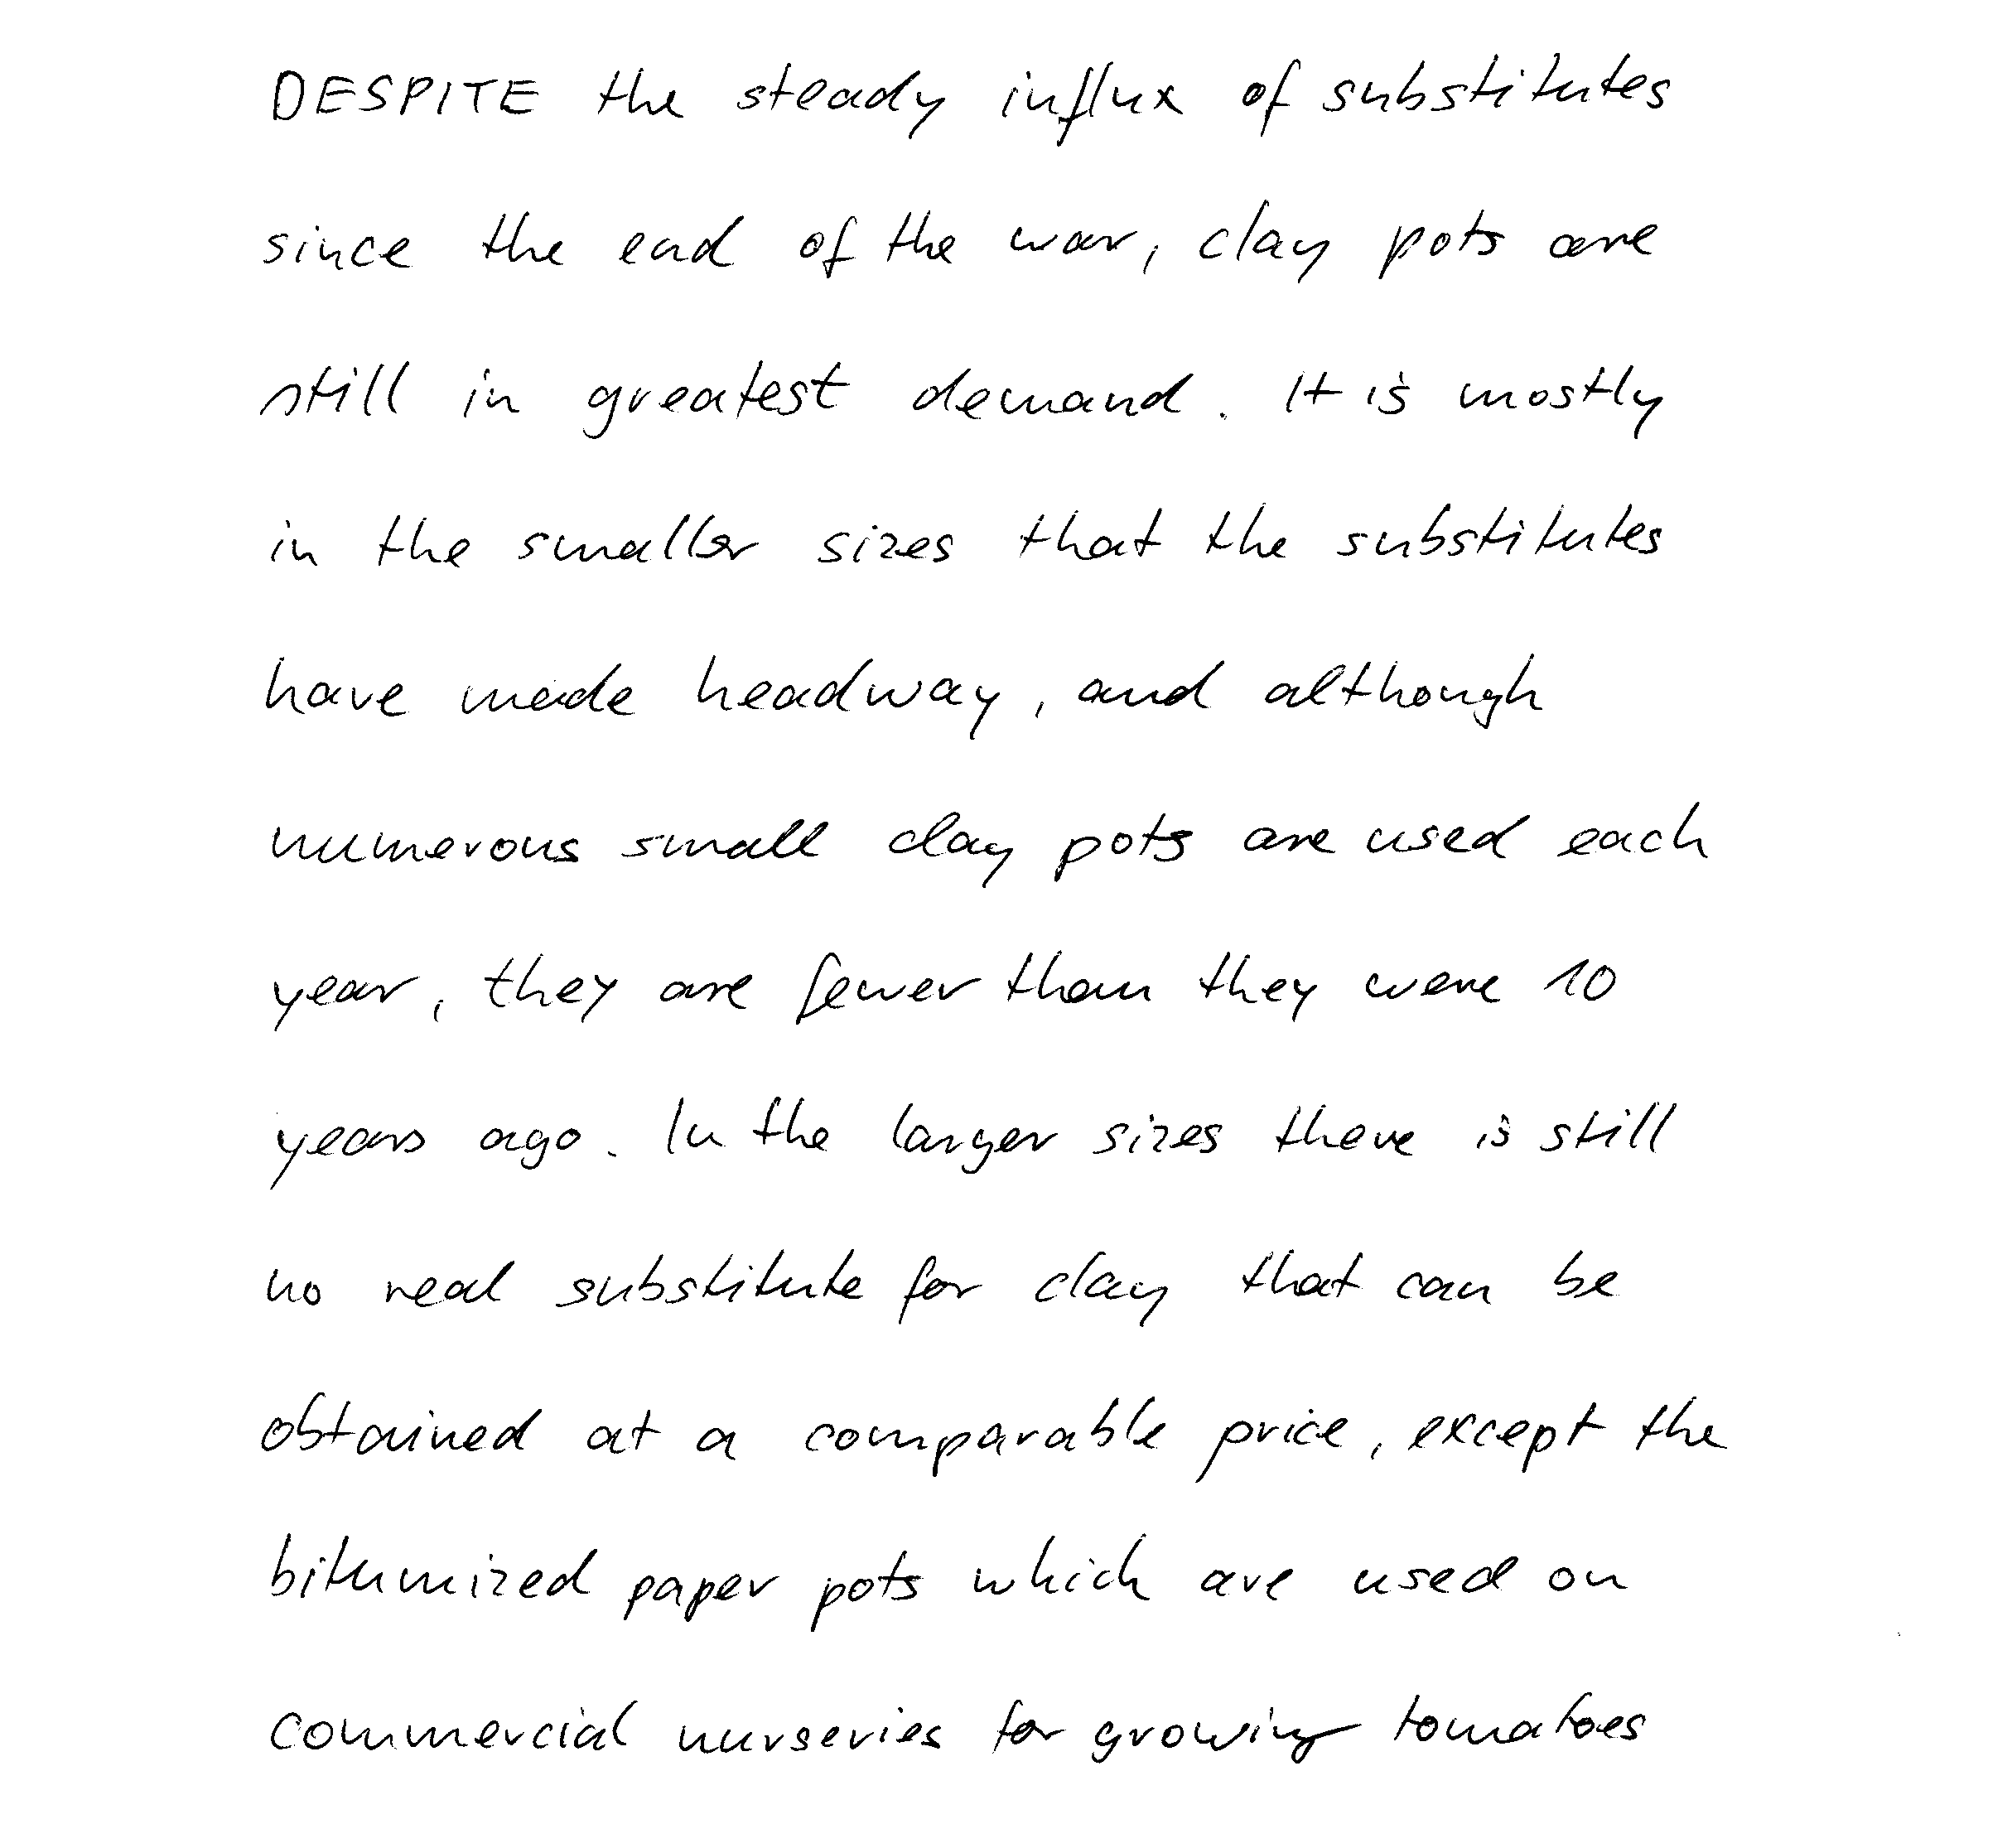 DESPITE the steady influx of substitutes
since the end of the war, clay pots are
still in greatest demand. It is mostly
in the smaller sizes that the substitutes
have made headway, and although
numerous small clay pots are used each
year, they are fewer than they were 10
years ago. In the larger sizes there is still
no real substitute for clay that can be
obtained at a comparable price, except the
bitumized paper pots which are used on
commercial nurseries for growing tomatoes